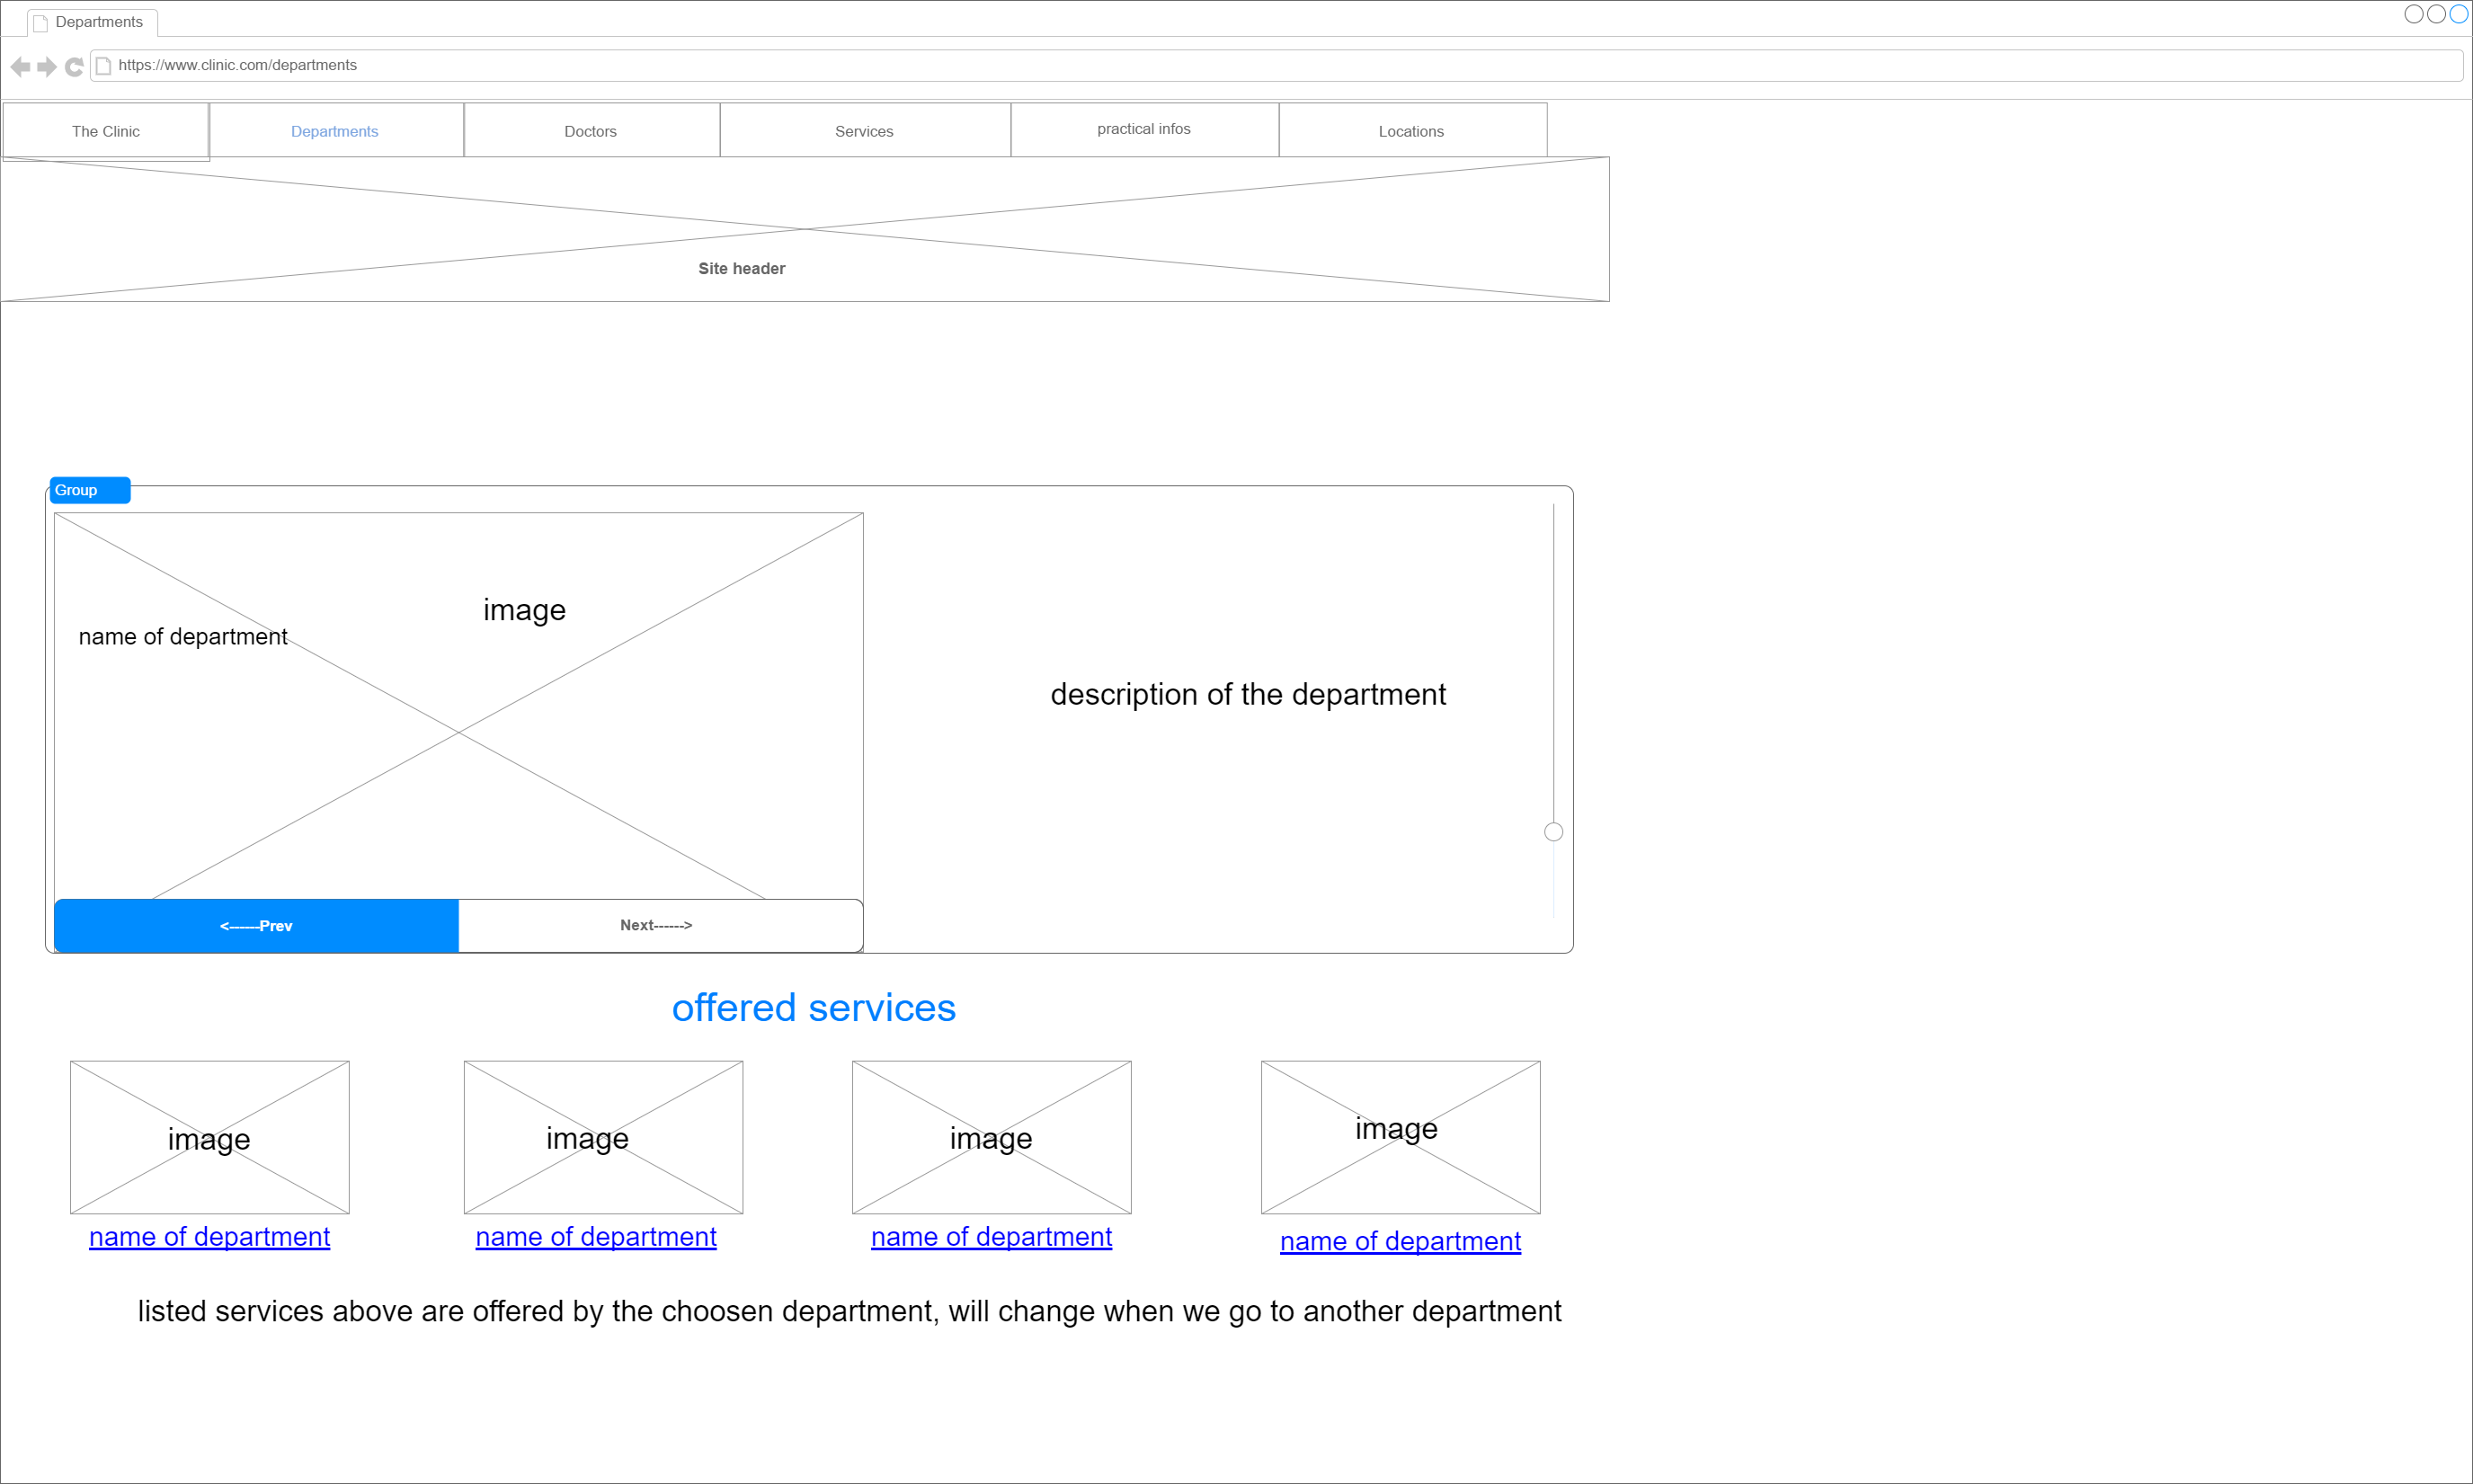 Departments
https://www.clinic.com/departments
The Clinic
Departments
Doctors
Services
practical infos
Locations
Site header
Group
image
name of department
description of the department
<------Prev
Next------>
offered services
image
image
image
image
name of department
name of department
name of department
name of department
listed services above are offered by the choosen department, will change when we go to another department